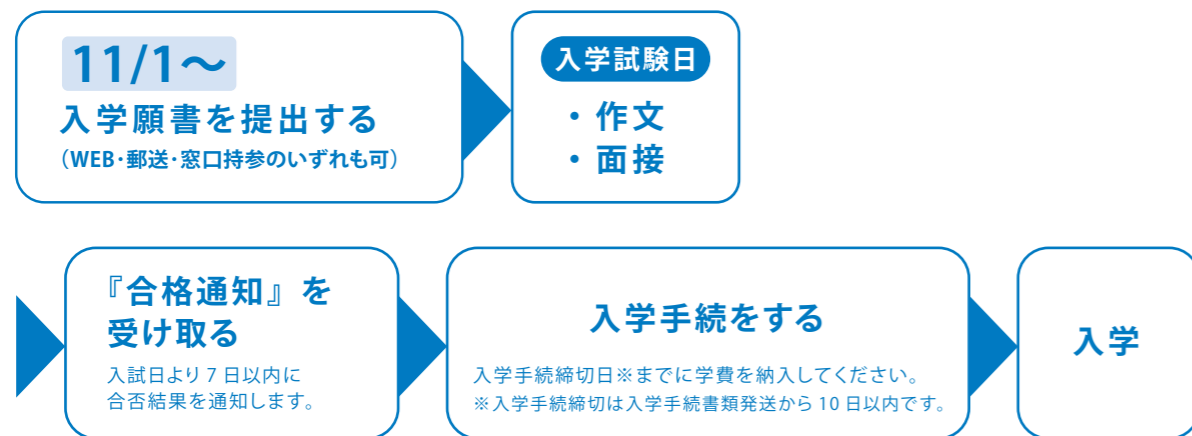 11/1～
入学願書を提出する
（WEB・郵送・窓口持参のいずれも可）
入学試験日
・作文
・面接
『合格通知』を
受け取る
入試日より7日以内に
合否結果を通知します。
入学手続をする
入学手続締切日※までに学費を納入してください。
※入学手続締切は入学手続書類発送から10日以内です。
入学